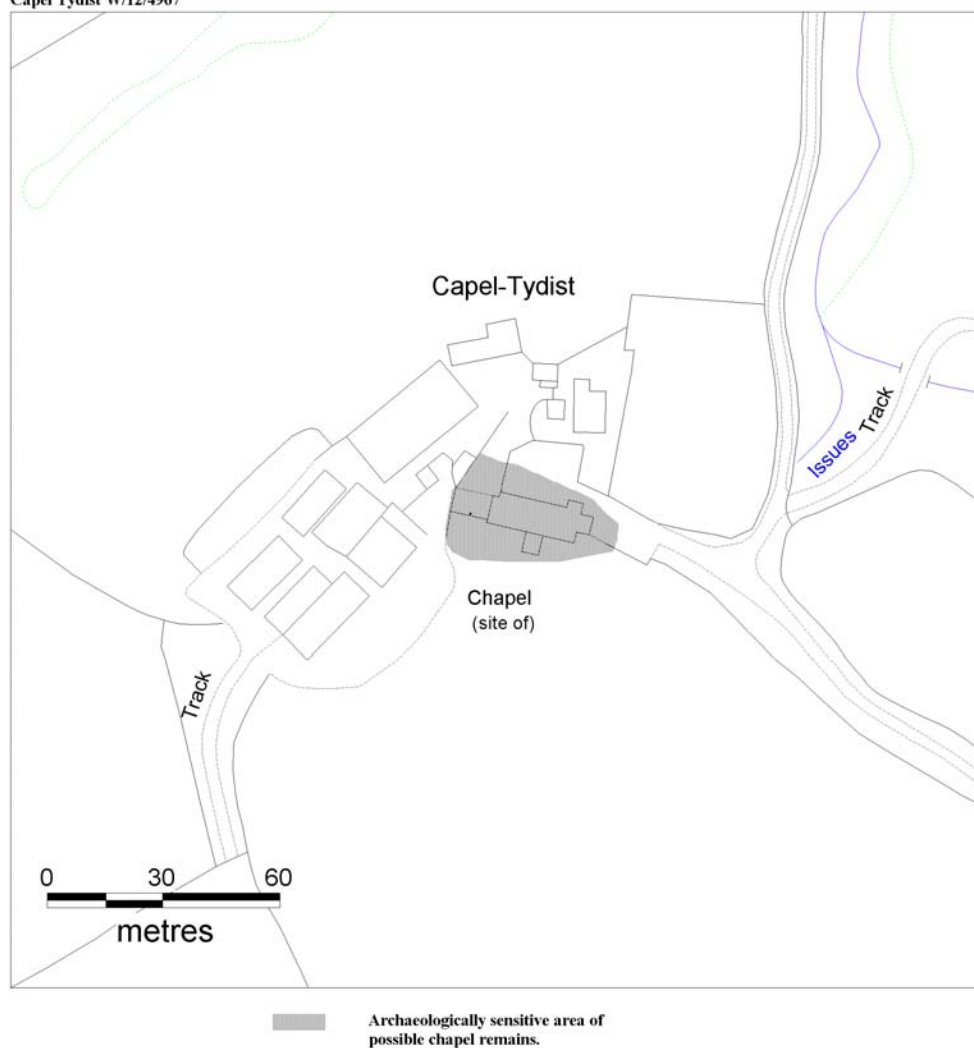 Capel Tydist W/12/4967
Capel-Tydist
Issues
Track
Chapel
(site of)
Track
0 30 60
metres
Archaeologically sensitive area of
possible chapel remains.